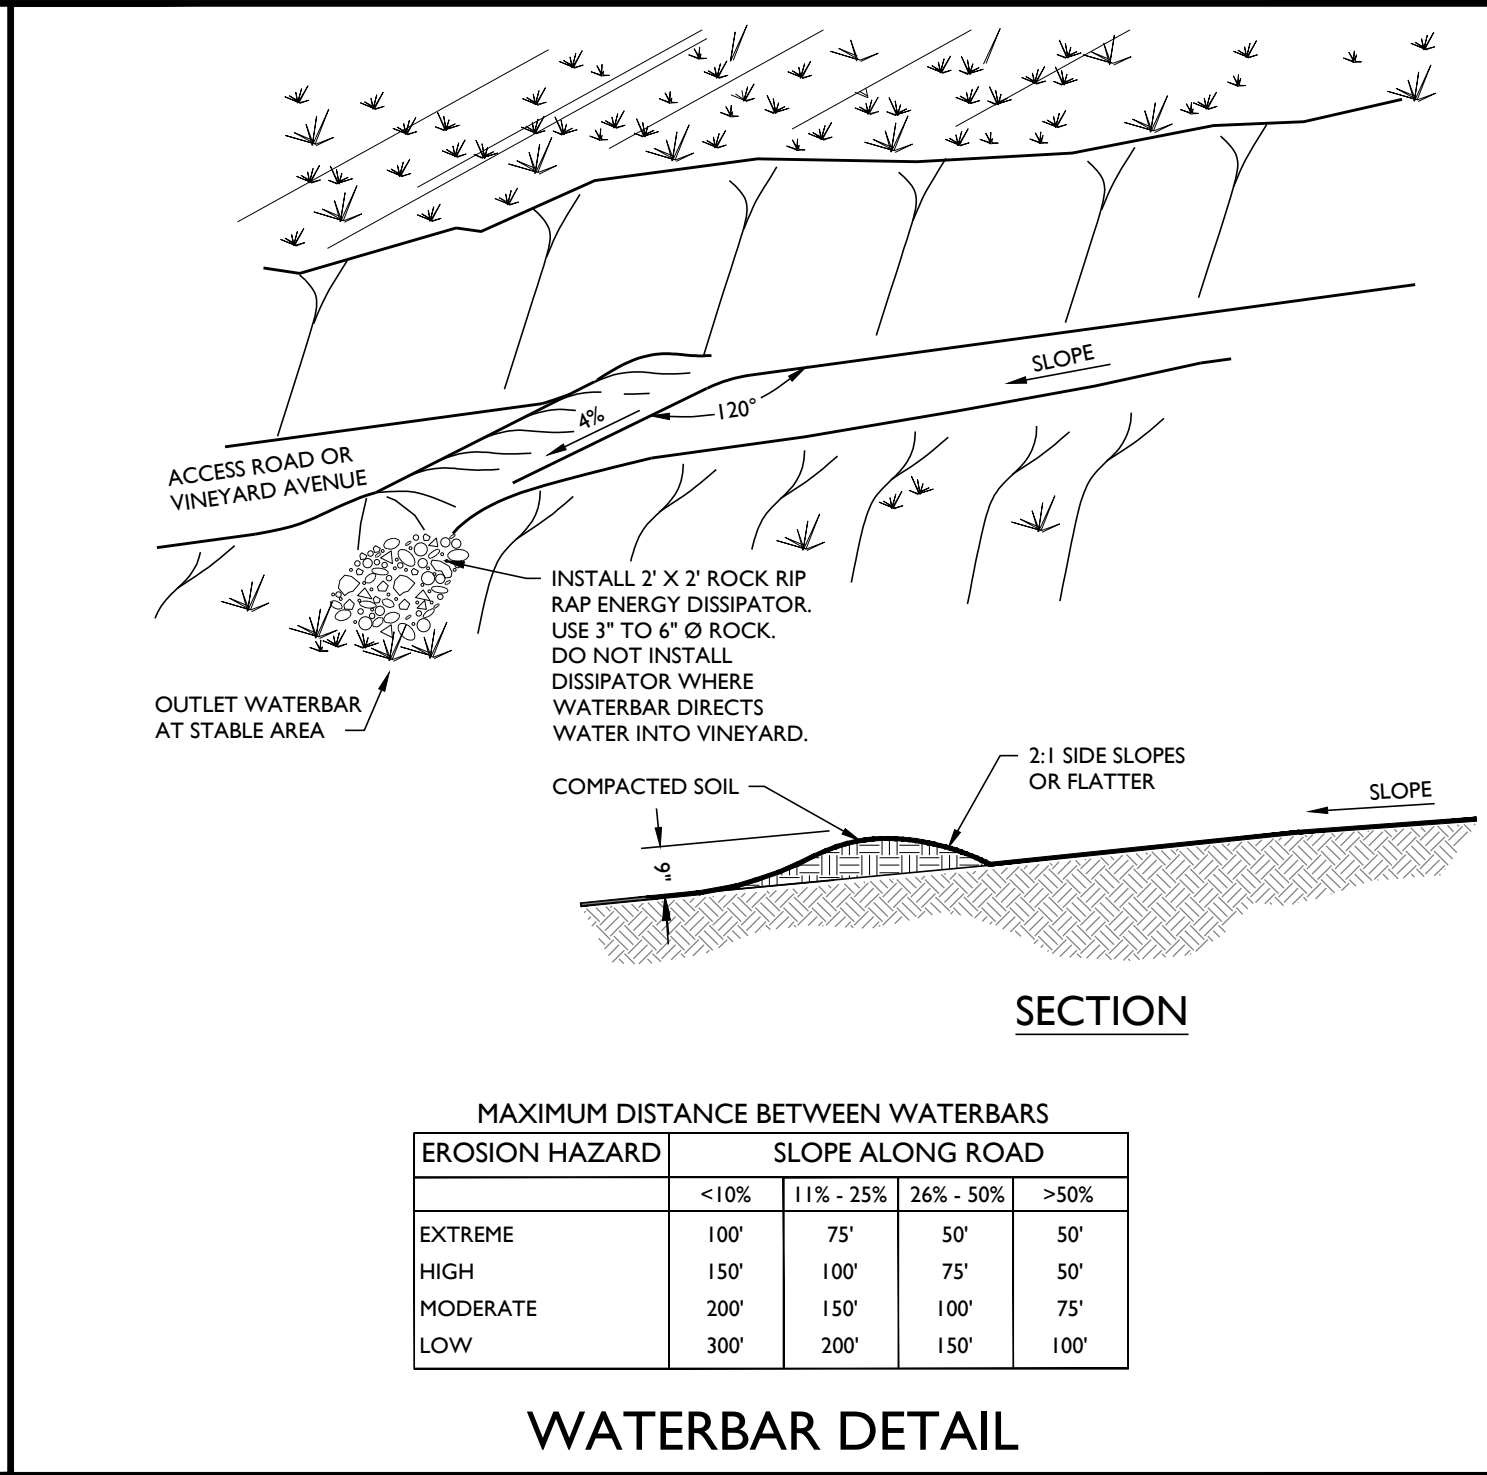 SLOPE
120°
4%
ACCESS ROAD OR
VINEYARD AVENUE
INSTALL 2' X 2' ROCK RIP
RAP ENERGY DISSIPATOR.
USE 3" TO 6" Ø ROCK.
DO NOT INSTALL
DISSIPATOR WHERE
WATERBAR DIRECTS
WATER INTO VINEYARD.
OUTLET WATERBAR
AT STABLE AREA
2:1 SIDE SLOPES
OR FLATTER
COMPACTED SOIL
SLOPE
9"
SECTION
MAXIMUM DISTANCE BETWEEN WATERBARS
EROSION HAZARD SLOPE ALONG ROAD
<10% 11% - 25% 26% - 50% >50%
EXTREME 100' 75' 50' 50'
HIGH 150' 100' 75' 50'
MODERATE 200' 150' 100' 75'
LOW 300' 200' 150' 100'
WATERBAR DETAIL